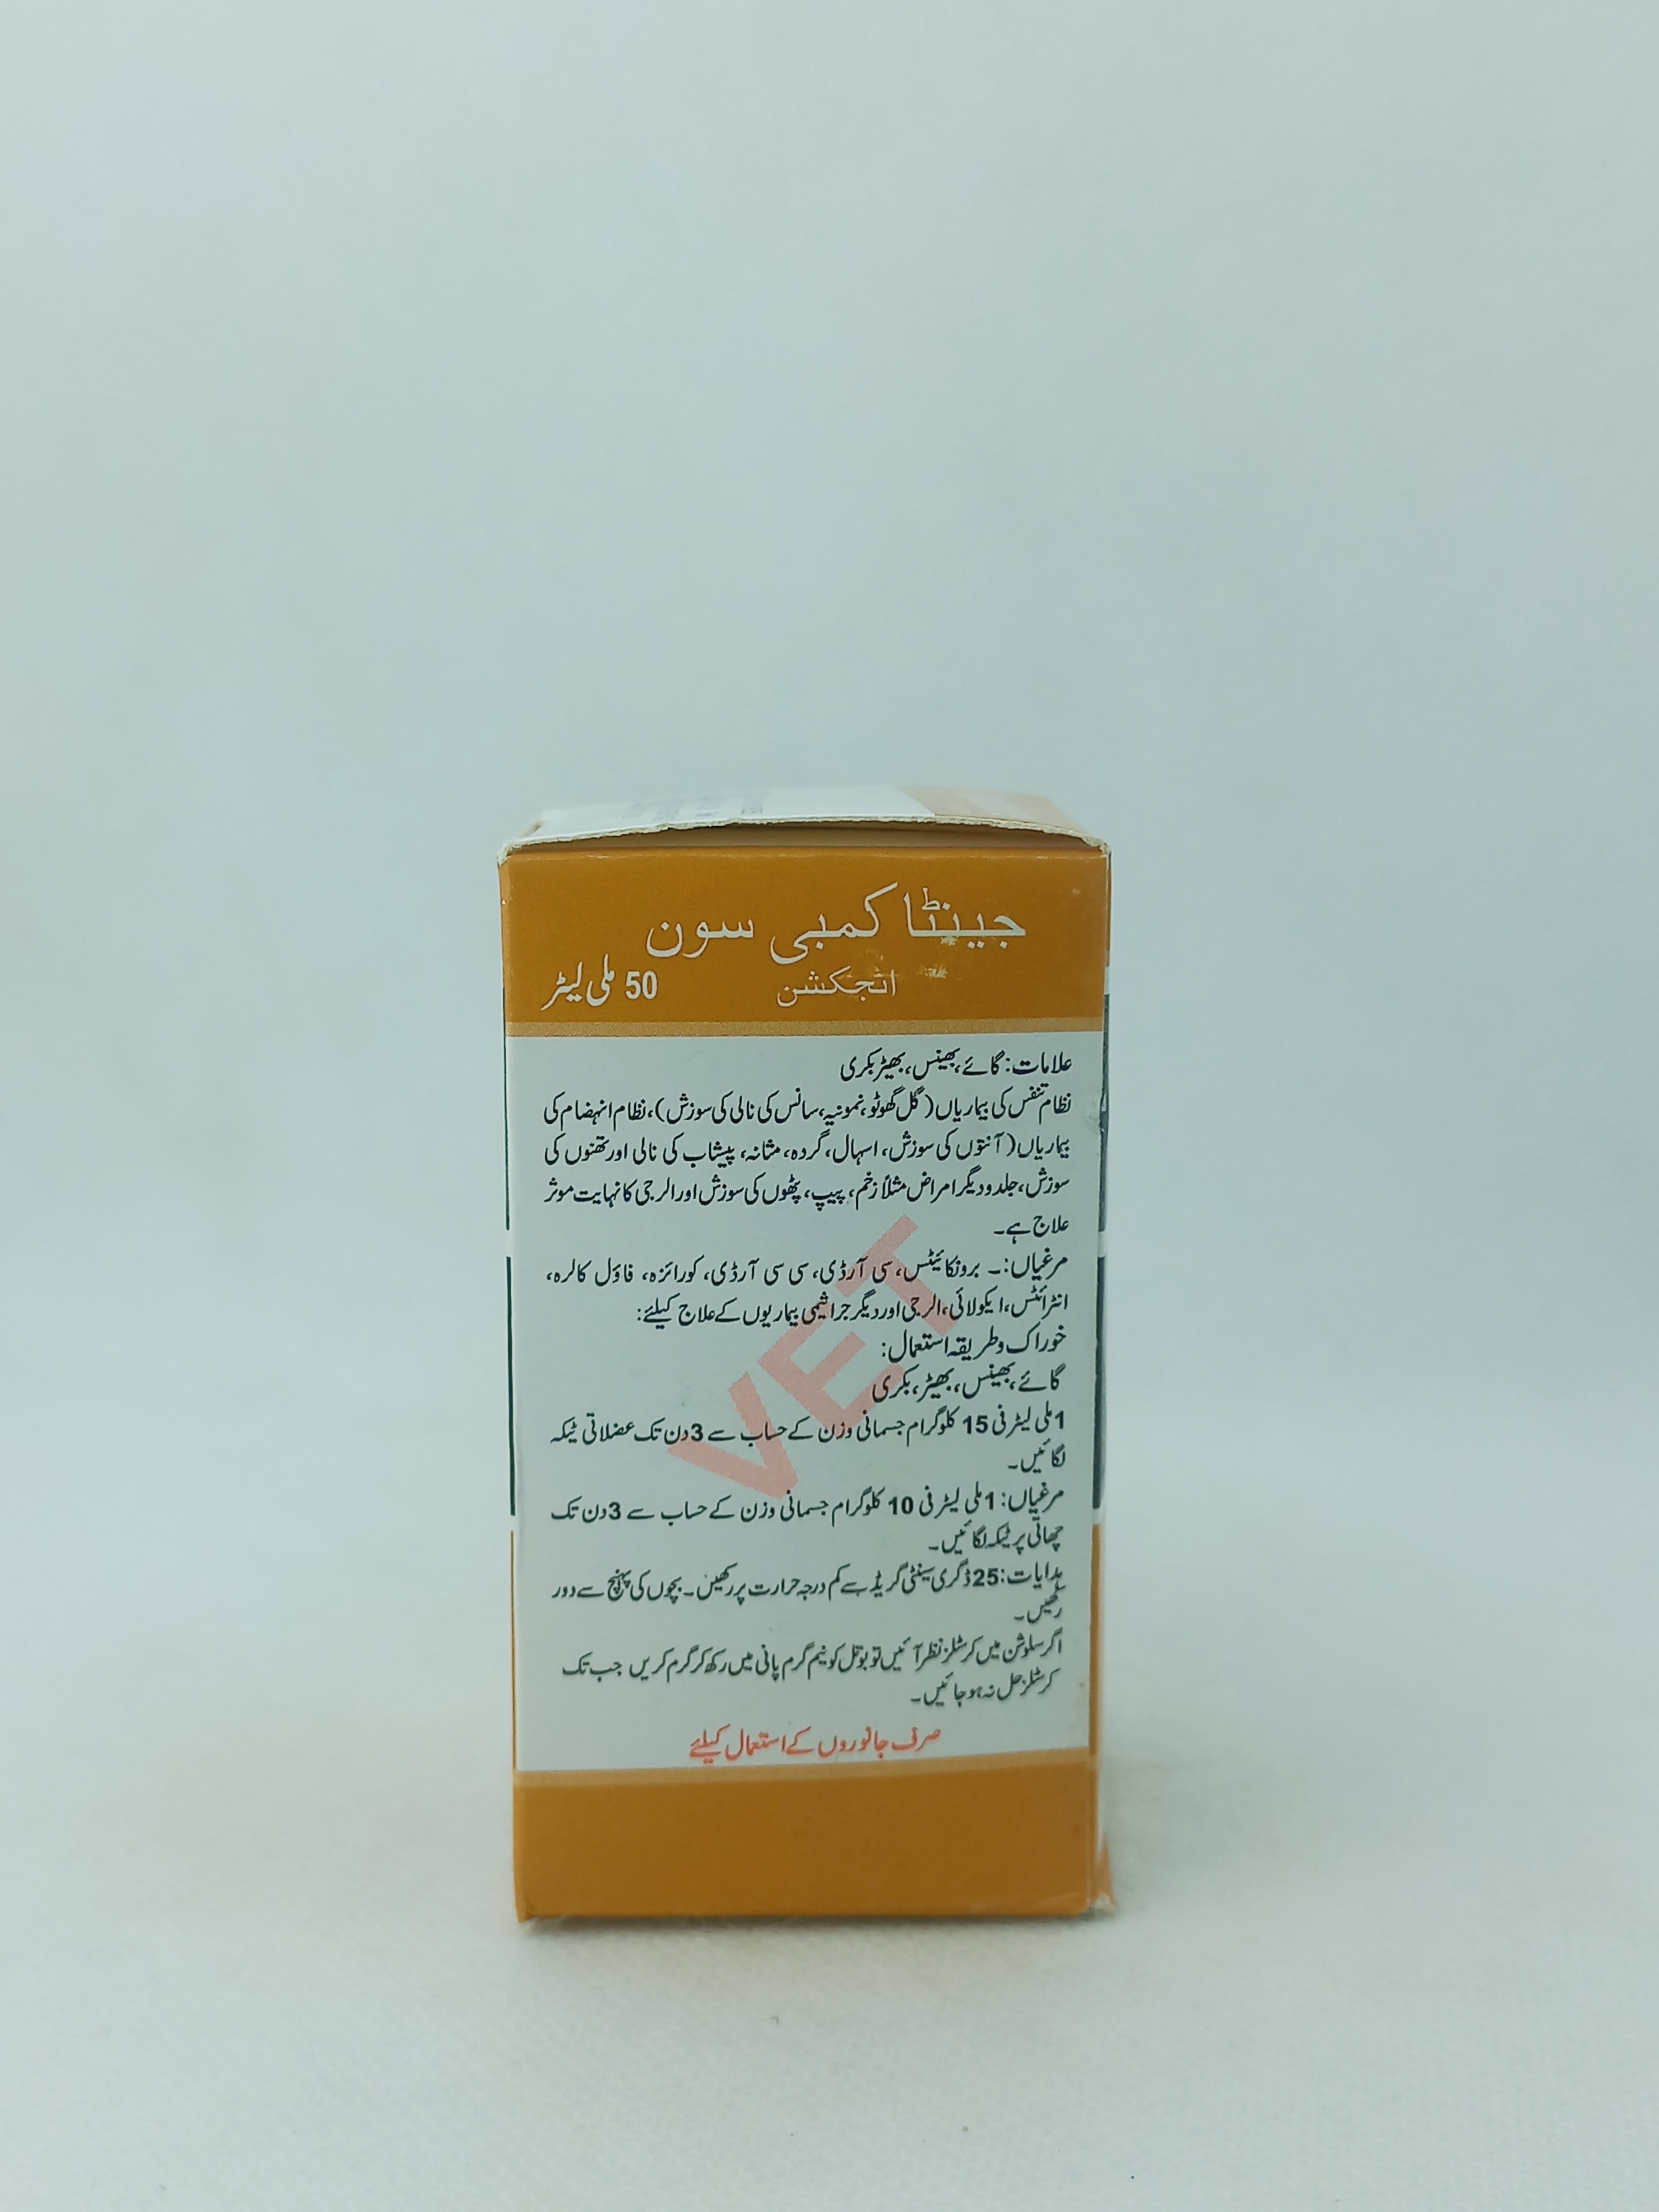 جینٹا کمبی سون
انجکشن
50 ملی لیٹر
علامات: گائے، بھینس، بھیڑ بکری
نظام تنفس کی بیماریاں (گل گھوٹو، نمونیہ، سانس کی نالی کی سوزش)، نظام انہضام کی
بیماریاں (آنتوں کی سوزش، اسہال، گردہ، مثانہ، پیشاب کی نالی اور تھنوں کی
سوزش، جلد و دیگر امراض مثلاً زخم، پیپ، پٹھوں کی سوزش اور الرجی کا نہایت موثر
علاج ہے۔
مرغیاں:۔ برونکائیٹس، سی آر ڈی، سی سی آر ڈی، کورائزہ، فاؤل کالرہ،
انٹرائٹس، ایکولائی، الرجی اور دیگر جراثیمی بیماریوں کے علاج کیلئے:
خوراک و طریقہ استعمال:
گائے، بھینس، بھیڑ، بکری
1 ملی لیٹر فی 15 کلوگرام جسمانی وزن کے حساب سے 3 دن تک عضلاتی ٹیکہ
لگائیں۔
مرغیاں: 1 ملی لیٹر فی 10 کلوگرام جسمانی وزن کے حساب سے 3 دن تک
چھاتی پر ٹیکہ لگائیں۔
ہدایات: 25 ڈگری سینٹی گریڈ سے کم درجہ حرارت پر رکھیں۔ بچوں کی پہنچ سے دور
رکھیں۔
اگر سلوشن میں کرسٹلز نظر آئیں تو بوتل کو نیم گرم پانی میں رکھ کر گرم کریں جب تک
کرسٹلز حل نہ ہو جائیں۔
صرف جانوروں کے استعمال کیلئے
VET